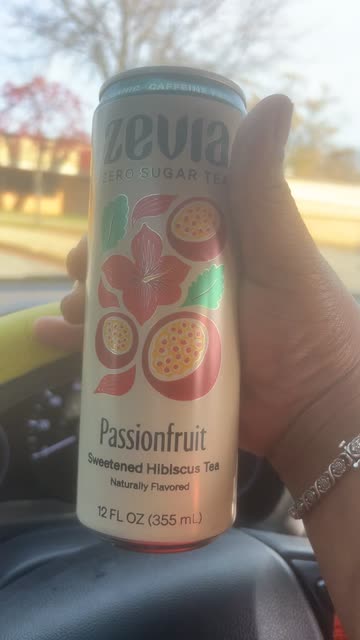 CAFFEINE
zevia
ZERO SUGAR TEA
Passionfruit
Sweetened Hibiscus Tea
Naturally Flavored
12 FL OZ (355 mL)